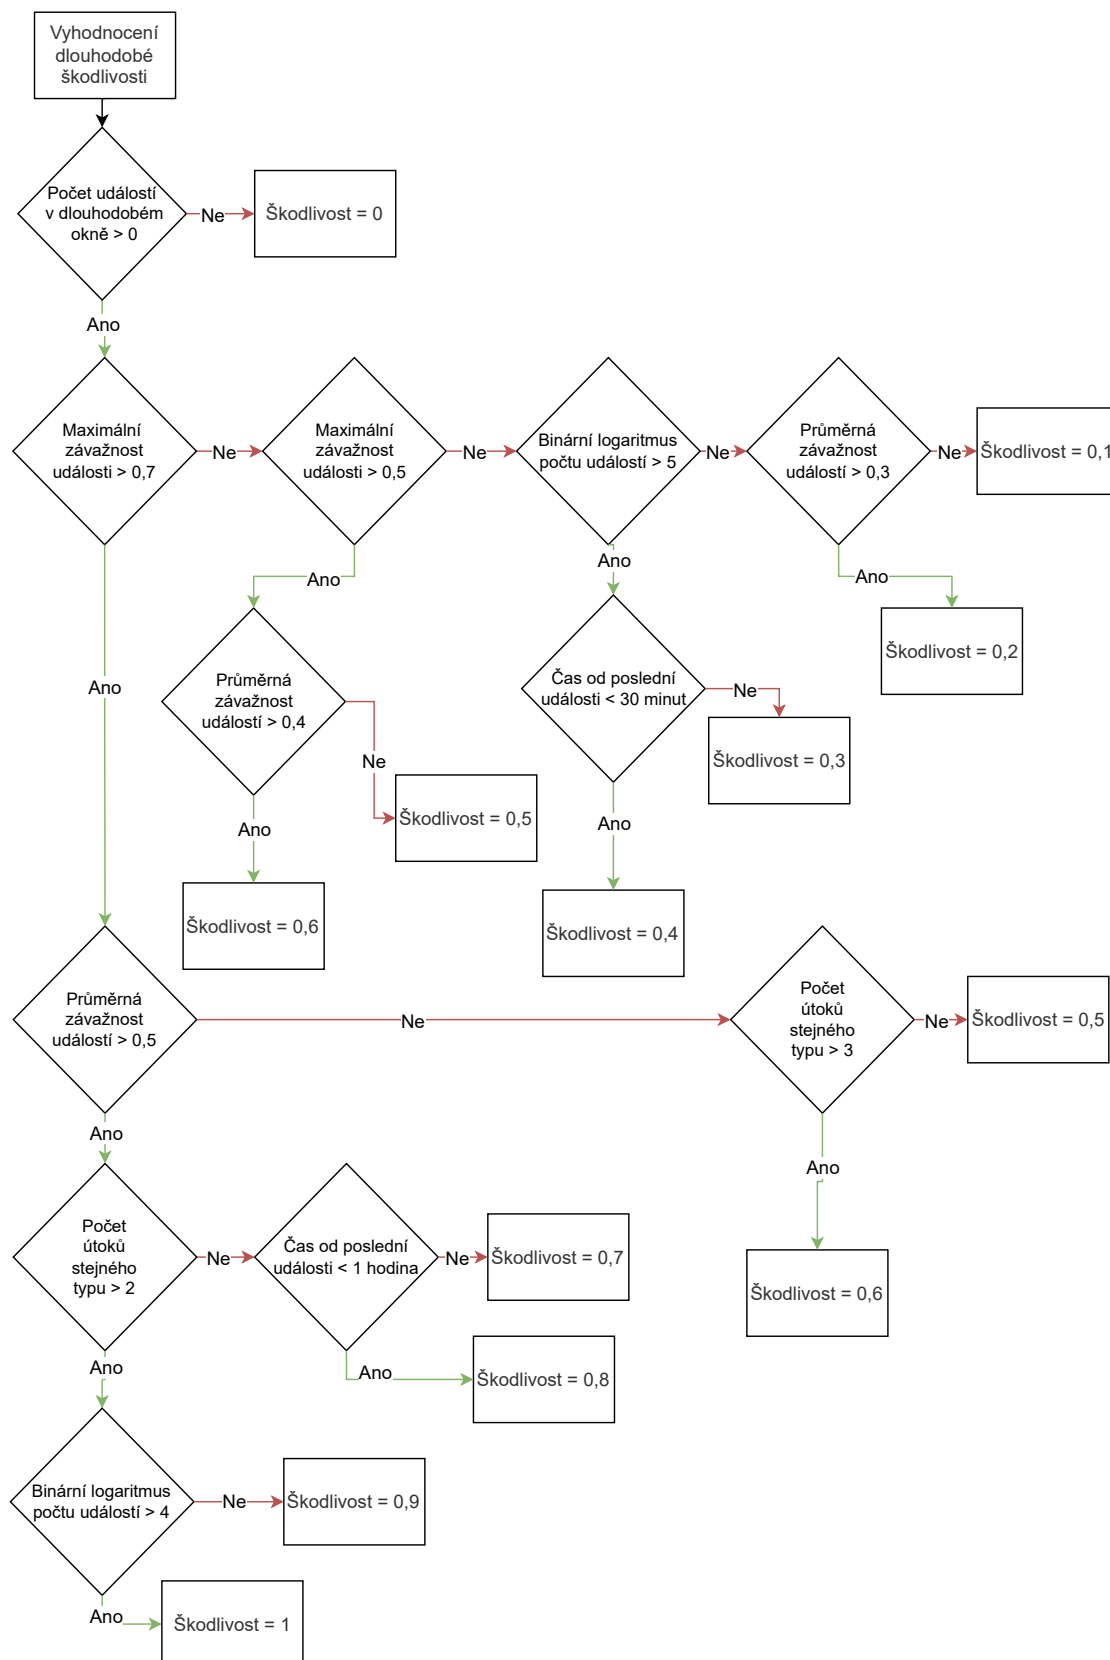 Vyhodnocení
dlouhodobé
škodlivosti
Počet událostí
v dlouhodobém
okně > 0
Ne
Škodlivost = 0
Ano
Maximální
závažnost
události > 0,7
Ne
Maximální
závažnost
události > 0,5
Ne
Binární logaritmus
počtu událostí > 5
Ne
Průměrná
závažnost
událostí > 0,3
Ne
Škodlivost = 0,1
Ano
Ano
Ano
Škodlivost = 0,2
Ano
Průměrná
závažnost
událostí > 0,4
Ne
Škodlivost = 0,5
Čas od poslední
události < 30 minut
Ne
Škodlivost = 0,3
Ano
Škodlivost = 0,6
Ano
Škodlivost = 0,4
Průměrná
závažnost
událostí > 0,5
Ne
Počet
útoků
stejného
typu > 3
Ne
Škodlivost = 0,5
Ano
Ano
Škodlivost = 0,6
Počet
útoků
stejného
typu > 2
Ne
Čas od poslední
události < 1 hodina
Ne
Škodlivost = 0,7
Ano
Ano
Škodlivost = 0,8
Binární logaritmus
počtu událostí > 4
Ne
Škodlivost = 0,9
Ano
Škodlivost = 1